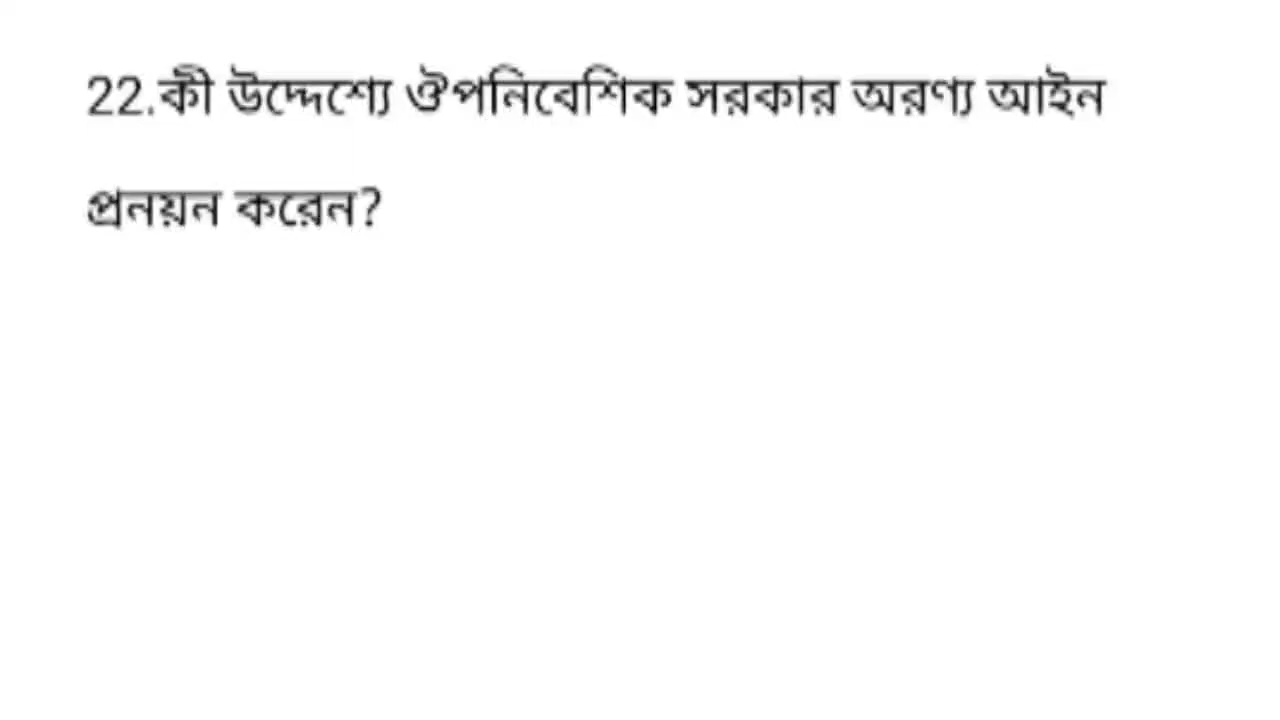 22.কী উদ্দেশ্যে ঔপনিবেশিক সরকার অরণ্য আইন
প্রনয়ন করেন?